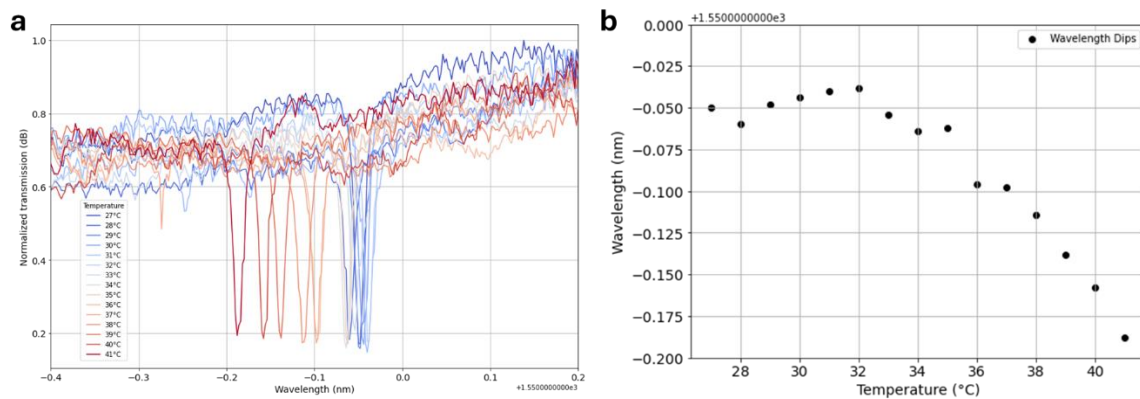 a
1.0
0.8
0.6
0.4
0.2
Normalized transmission (dB)
Temperature
27°C
28°C
29°C
30°C
31°C
32°C
33°C
34°C
35°C
36°C
37°C
38°C
39°C
40°C
41°C
−0.4
−0.3
−0.2
−0.1
0.0
0.1
0.2
Wavelength (nm)
+1.5500000000e3
b
+1.5500000000e3
0.000
−0.025
−0.050
−0.075
−0.100
−0.125
−0.150
−0.175
−0.200
Wavelength (nm)
Wavelength Dips
28
30
32
34
36
38
40
Temperature (°C)